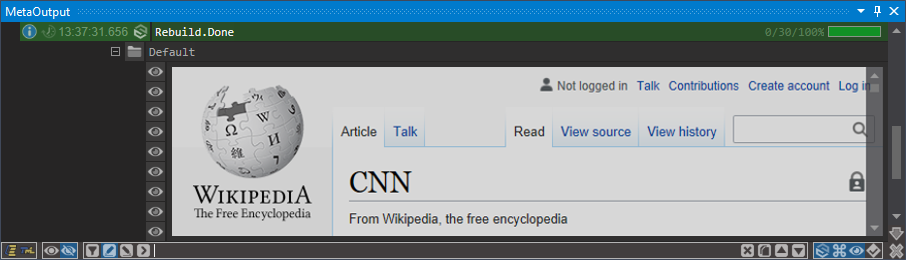 MetaOutput
13:37:31.656 Rebuild.Done 0/30/100%
Default
Not logged in Talk Contributions Create account Log in
Article Talk Read View source View history
Ω W И 維
WIKIPEDIA
The Free Encyclopedia
CNN
From Wikipedia, the free encyclopedia